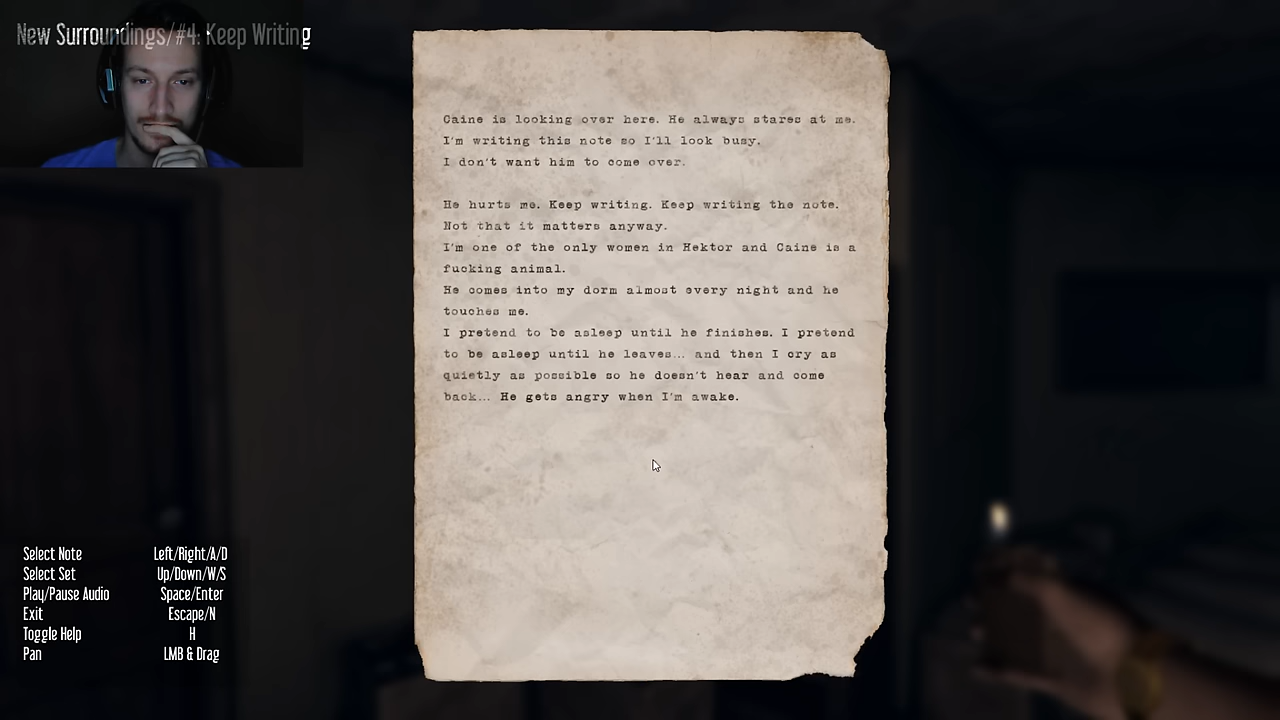 New Surroundings/#4: Keep Writing
Caine is looking over here. He always stares at me.
I'm writing this note so I'll look busy.
I don't want him to come over.
He hurts me. Keep writing. Keep writing the note.
Not that it matters anyway.
I'm one of the only women in Hektor and Caine is a
fucking animal.
He comes into my dorm almost every night and he
touches me.
I pretend to be asleep until he finishes. I pretend
to be asleep until he leaves... and then I cry as
quietly as possible so he doesn't hear and come
back... He gets angry when I'm awake.
Select Note Left/Right/A/D
Select Set Up/Down/W/S
Play/Pause Audio Space/Enter
Exit Escape/N
Toggle Help H
Pan LMB & Drag